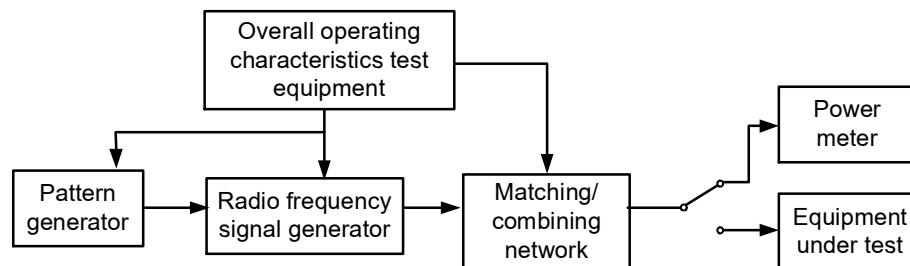 Overall operating
characteristics test
equipment
Power
meter
Pattern
generator
Radio frequency
signal generator
Matching/
combining
network
Equipment
under test